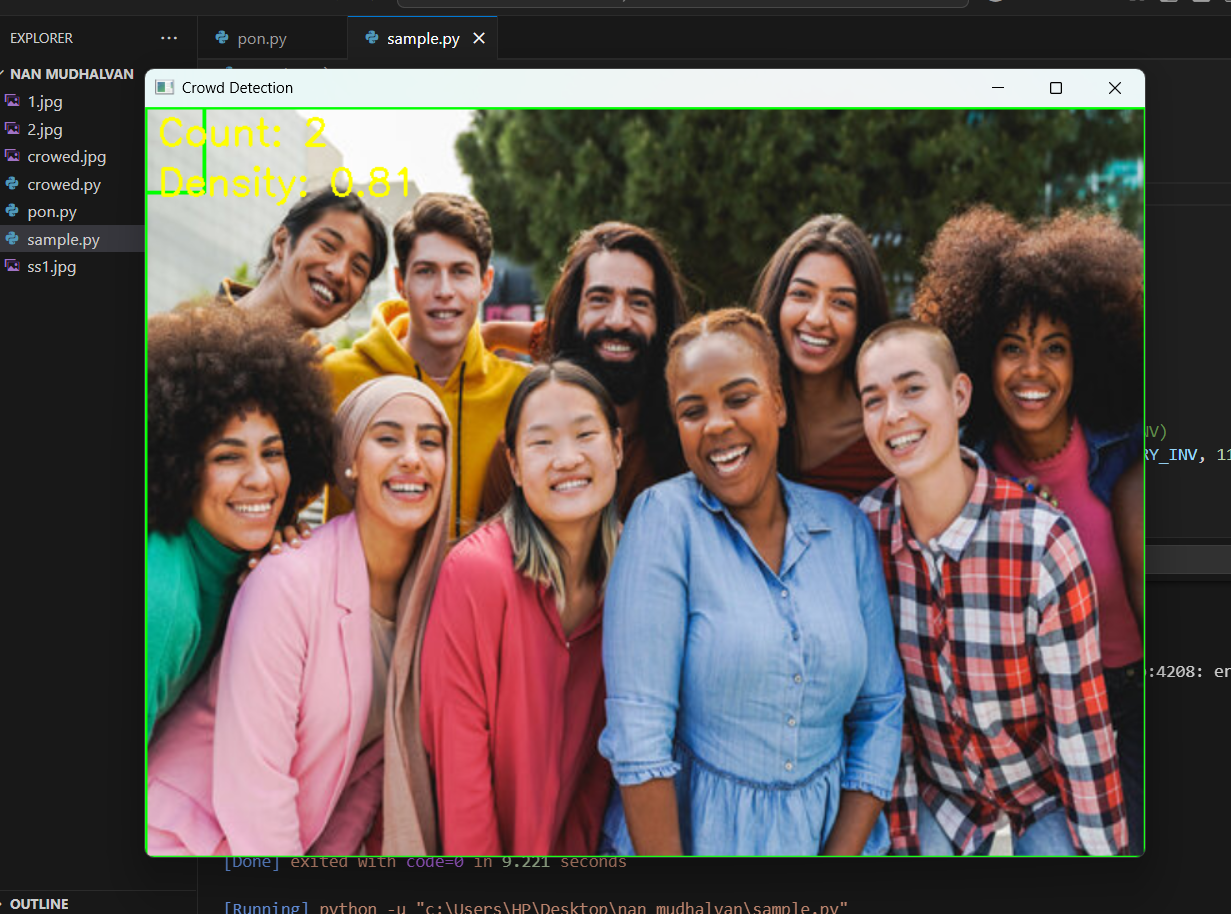 EXPLORER
pon.py
sample.py
NAN MUDHALVAN
1.jpg
2.jpg
crowed.jpg
crowed.py
pon.py
sample.py
ss1.jpg
Crowd Detection
Count: 2
Density: 0.81
RY_INV, 11
:4208: er
[Done] exited with code=0 in 9.221 seconds
[Running] python -u "c:\Users\HP\Desktop\nan mudhalvan\sample.py"
OUTLINE